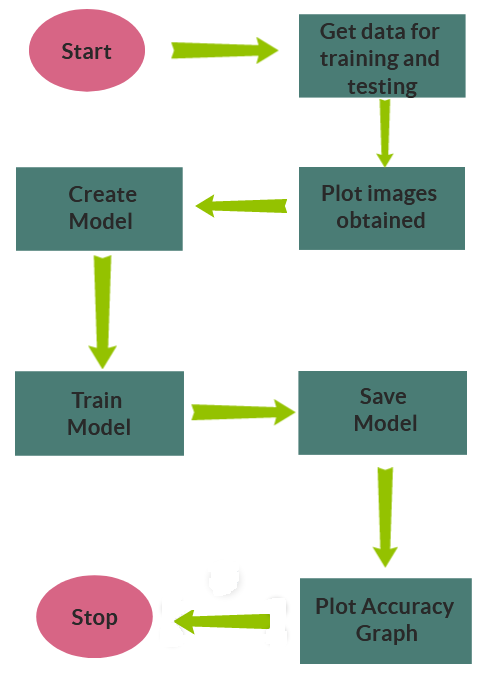 Start
Get data for
training and
testing
Plot images
obtained
Create
Model
Train
Model
Save
Model
Plot Accuracy
Graph
Stop